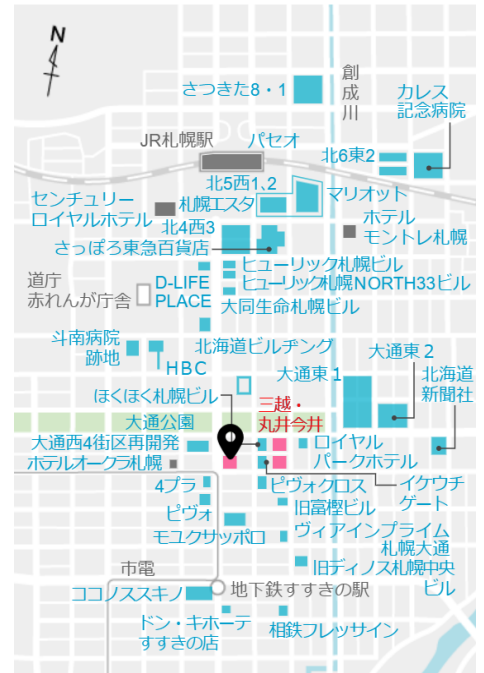 N
さつきた8・1
創成川
カレス
記念病院
JR札幌駅
パセオ
北6東2
北5西1、2
マリオット
センチュリー
ロイヤルホテル
札幌エスタ
ホテル
モントレ札幌
北4西3
さっぽろ東急百貨店
道庁
赤れんが庁舎
D-LIFE
PLACE
ヒューリック札幌ビル
ヒューリック札幌NORTH33ビル
大同生命札幌ビル
斗南病院
跡地
HBC
北海道ビルヂング
大通東2
大通東1
北海道
新聞社
ほくほく札幌ビル
三越・
丸井今井
大通公園
大通西4街区再開発
ホテルオークラ札幌
ロイヤル
パークホテル
4プラ
ピヴォ
ピヴォクロス
イケウチ
ゲート
旧富樫ビル
モユクサッポロ
ヴィアインプライム
札幌大通
旧ディノス札幌中央
ビル
市電
地下鉄すすきの駅
ココノススキノ
ドン・キホーテ
すすきの店
相鉄フレッサイン